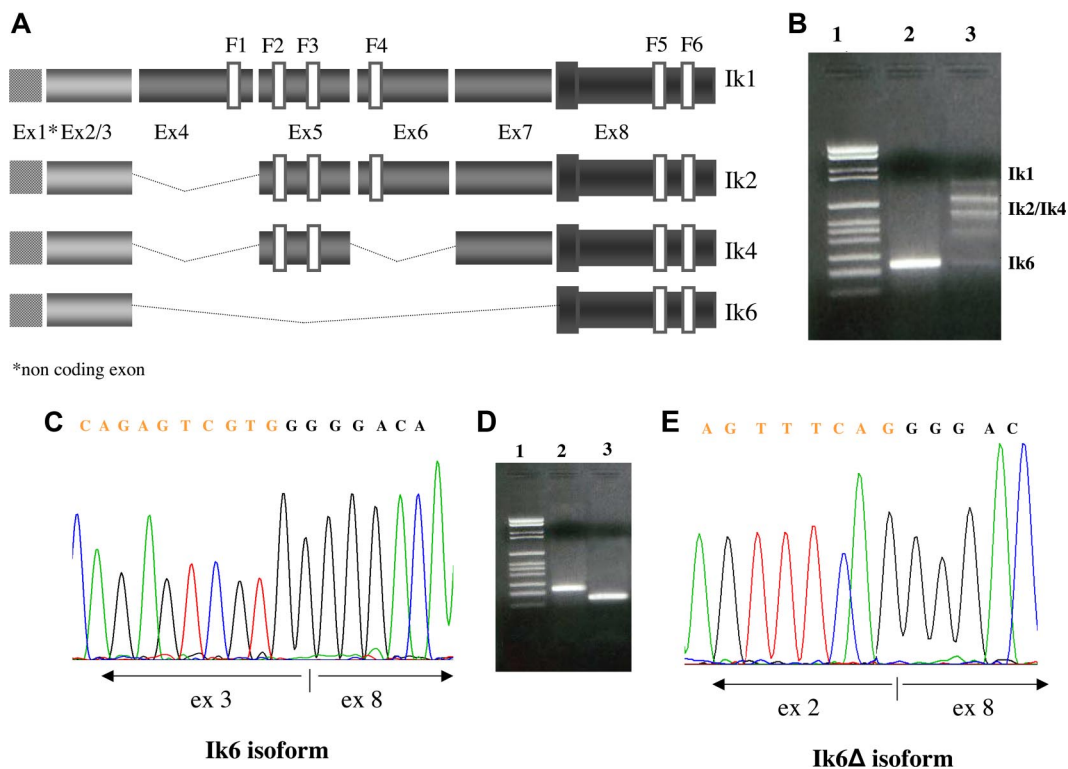 A
F1 F2 F3 F4 F5 F6
Ik1
Ex1* Ex2/3 Ex4 Ex5 Ex6 Ex7 Ex8
Ik2
Ik4
Ik6
*non coding exon
B
1 2 3
Ik1
Ik2/Ik4
Ik6
C
C A G A G T C G T G G G G G A C A
ex 3 ex 8
Ik6 isoform
D
1 2 3
E
A G T T T C A G G G G A C
ex 2 ex 8
Ik6Δ isoform